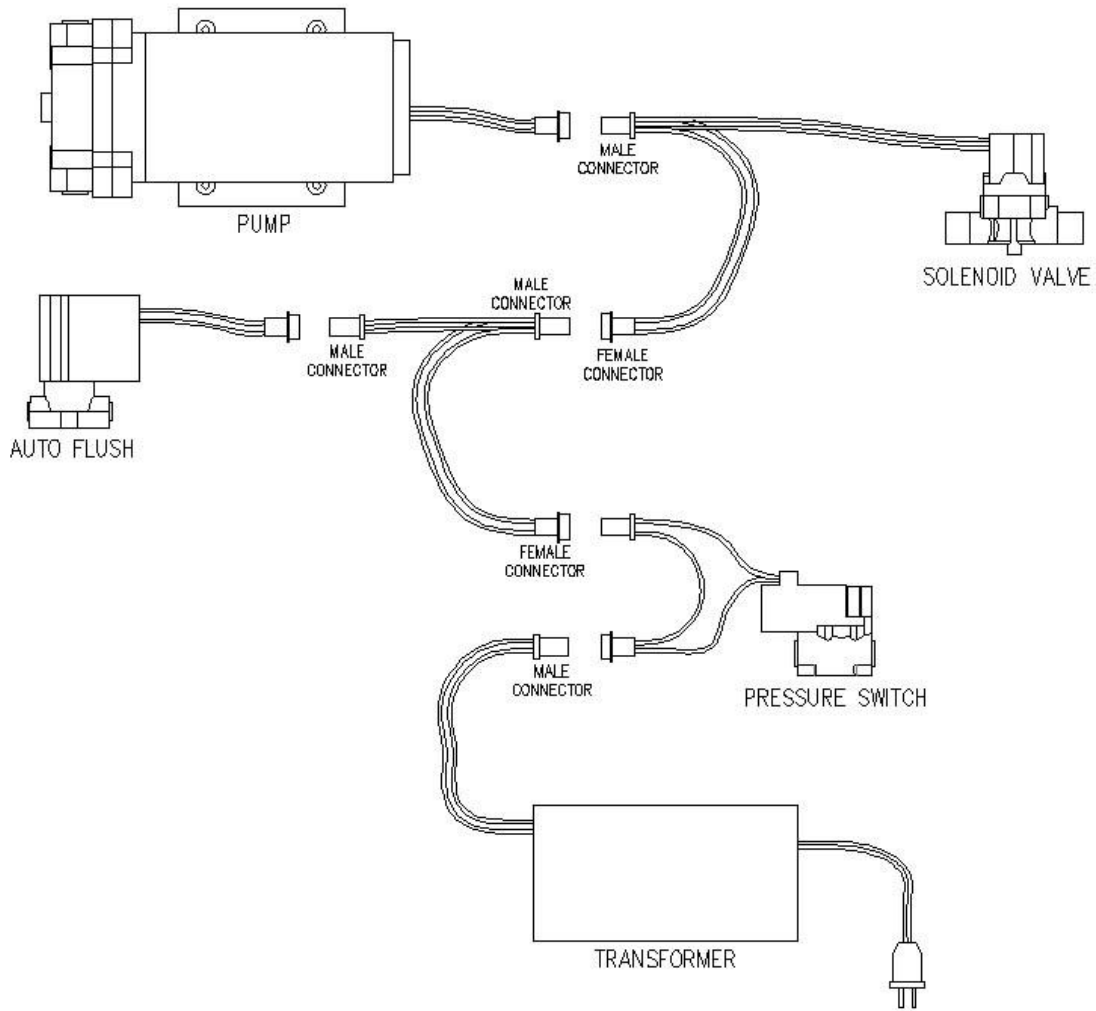 MALE
CONNECTOR
PUMP
SOLENOID VALVE
MALE
CONNECTOR
MALE
CONNECTOR
FEMALE
CONNECTOR
AUTO FLUSH
FEMALE
CONNECTOR
MALE
CONNECTOR
PRESSURE SWITCH
TRANSFORMER